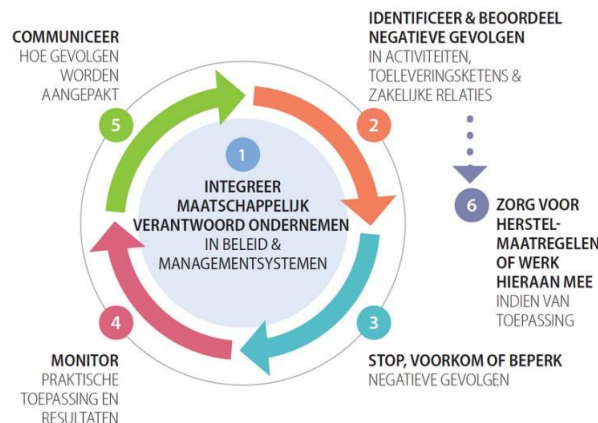 COMMUNICEER
HOE GEVOLGEN
WORDEN
AANGEPAKT
5
IDENTIFICEER & BEOORDEEL
NEGATIEVE GEVOLGEN
IN ACTIVITEITEN,
TOELEVERINGSKETENS &
ZAKELIJKE RELATIES
2
1
INTEGREER
MAATSCHAPPELIJK
VERANTWOORD ONDERNEMEN
IN BELEID &
MANAGEMENTSYSTEMEN
6
ZORG VOOR
HERSTEL-
MAATREGELEN
OF WERK
HIERAAN MEE
INDIEN VAN
TOEPASSING
4
MONITOR
PRAKTISCHE
TOEPASSING EN
RESULTATEN
3
STOP, VOORKOM OF BEPERK
NEGATIEVE GEVOLGEN